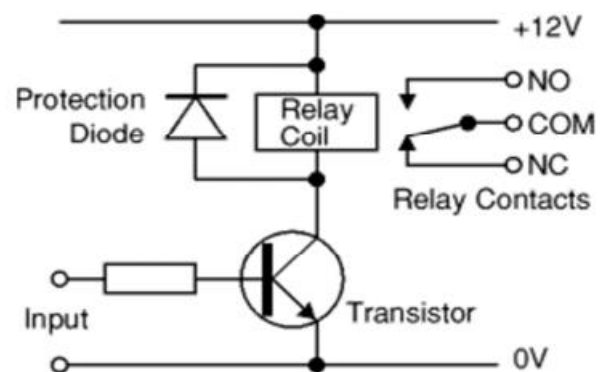 +12V
Protection
Diode
Relay
Coil
NO
COM
NC
Relay Contacts
Input
Transistor
0V